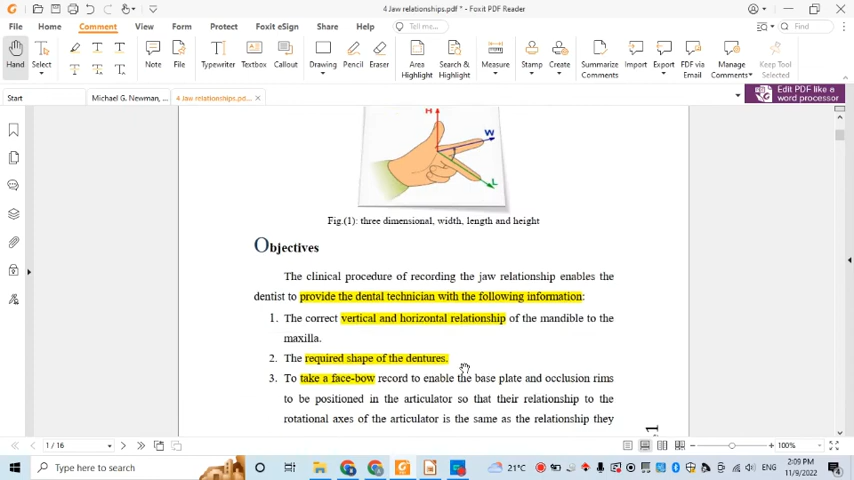 4 Jaw relationships.pdf * - Foxit PDF Reader
File Home Comment View Form Protect Foxit eSign Share Help Tell me... Find
Hand Select Note File Typewriter Textbox Callout Drawing Pencil Eraser Area Highlight Search & Highlight Measure Stamp Create Summarize Comments Import Export FDF via Email Manage Comments Keep Tool Selected
Start Michael G. Newman, ... 4 Jaw relationships.pd... Edit PDF like a word processor
H
W
L
Fig.(1): three dimensional, width, length and height
Objectives
The clinical procedure of recording the jaw relationship enables the
dentist to provide the dental technician with the following information:
1. The correct vertical and horizontal relationship of the mandible to the
maxilla.
2. The required shape of the dentures.
3. To take a face-bow record to enable the base plate and occlusion rims
to be positioned in the articulator so that their relationship to the
rotational axes of the articulator is the same as the relationship they
1
1 / 16 100%
Type here to search 21°C ENG 2:09 PM
11/9/2022
4